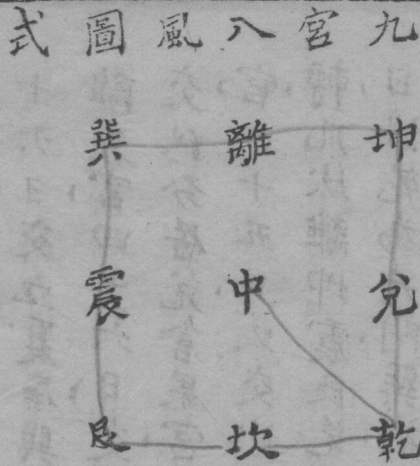 九宮八風圖式
巽 離 坤
震 中 兌
艮 坎 乾